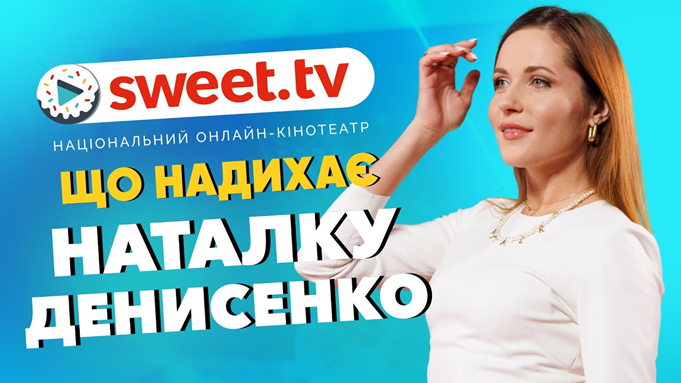 sweet.tv
НАЦІОНАЛЬНИЙ ОНЛАЙН-КІНОТЕАТР
ЩО НАДИХАЄ
НАТАЛКУ
ДЕНИСЕНКО